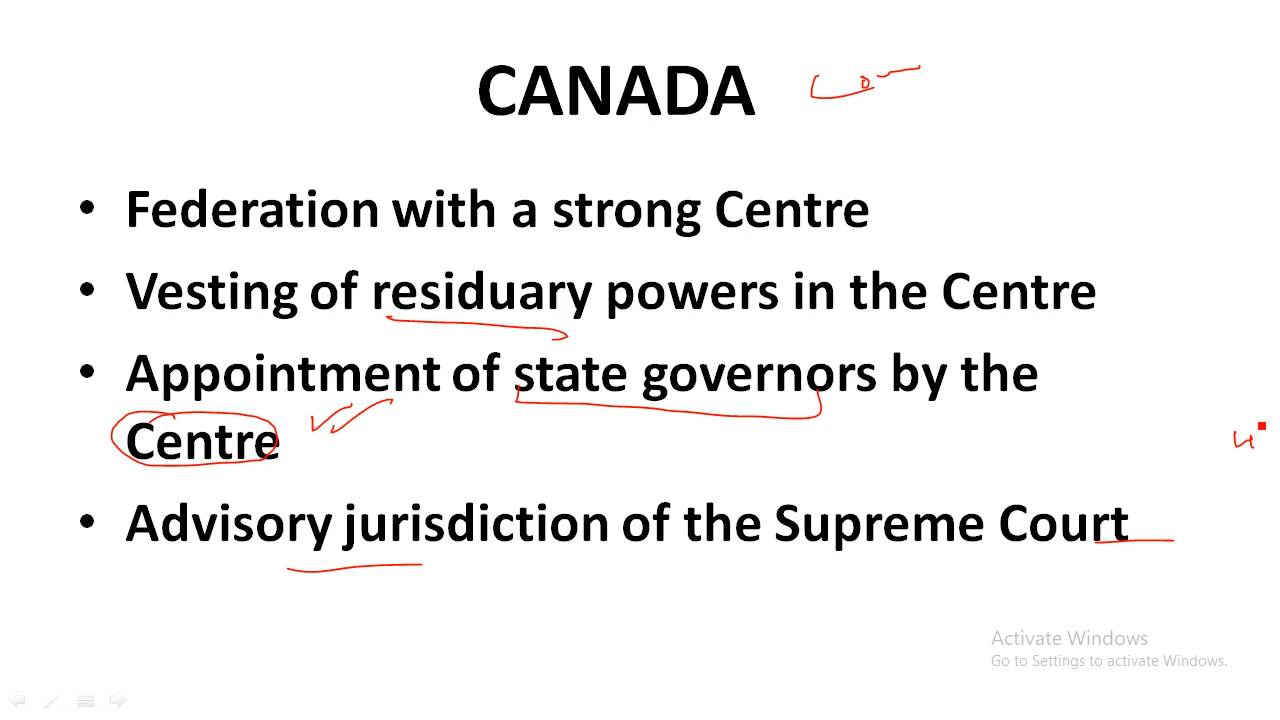 CANADA
• Federation with a strong Centre
• Vesting of residuary powers in the Centre
• Appointment of state governors by the
Centre
• Advisory jurisdiction of the Supreme Court
Activate Windows
Go to Settings to activate Windows.